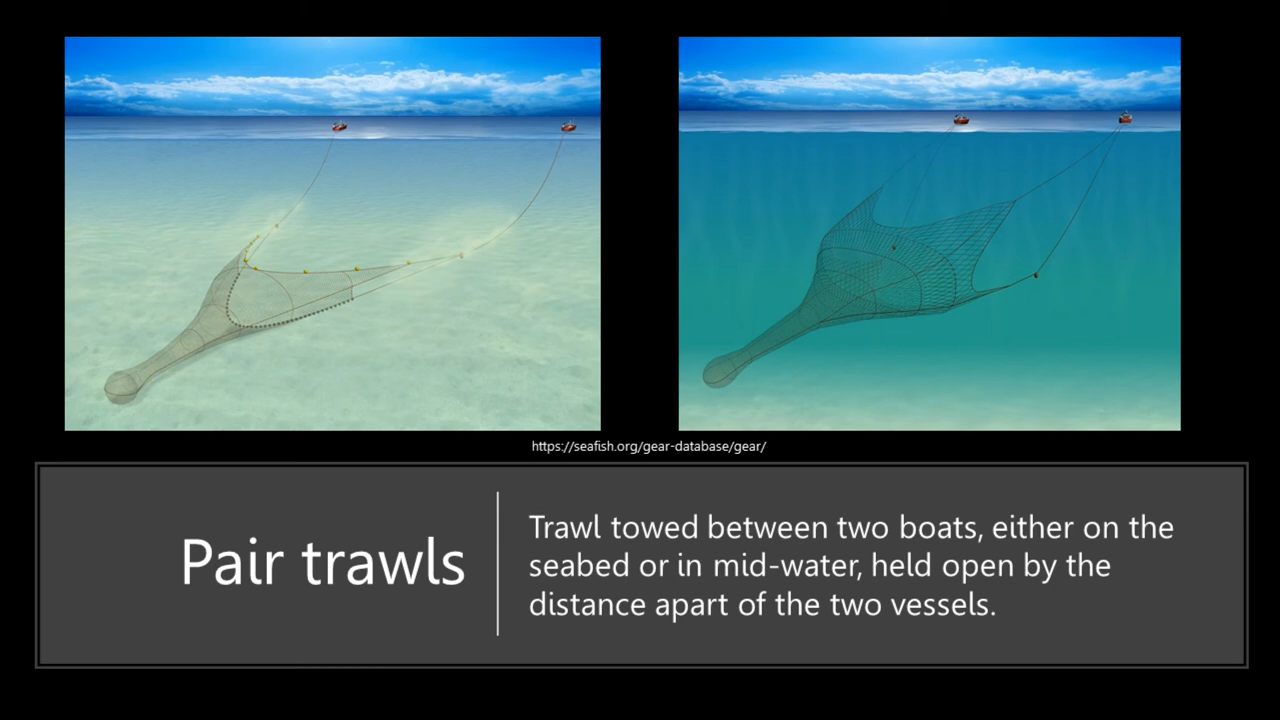 https://seafish.org/gear-database/gear/
Pair trawls
Trawl towed between two boats, either on the
seabed or in mid-water, held open by the
distance apart of the two vessels.